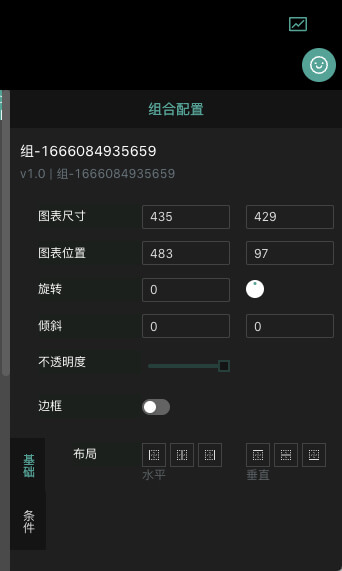 组合配置
组-1666084935659
v1.0 | 组-1666084935659
图表尺寸 435 429
图表位置 483 97
旋转 0
倾斜 0 0
不透明度
边框
基础
布局
水平 垂直
条件